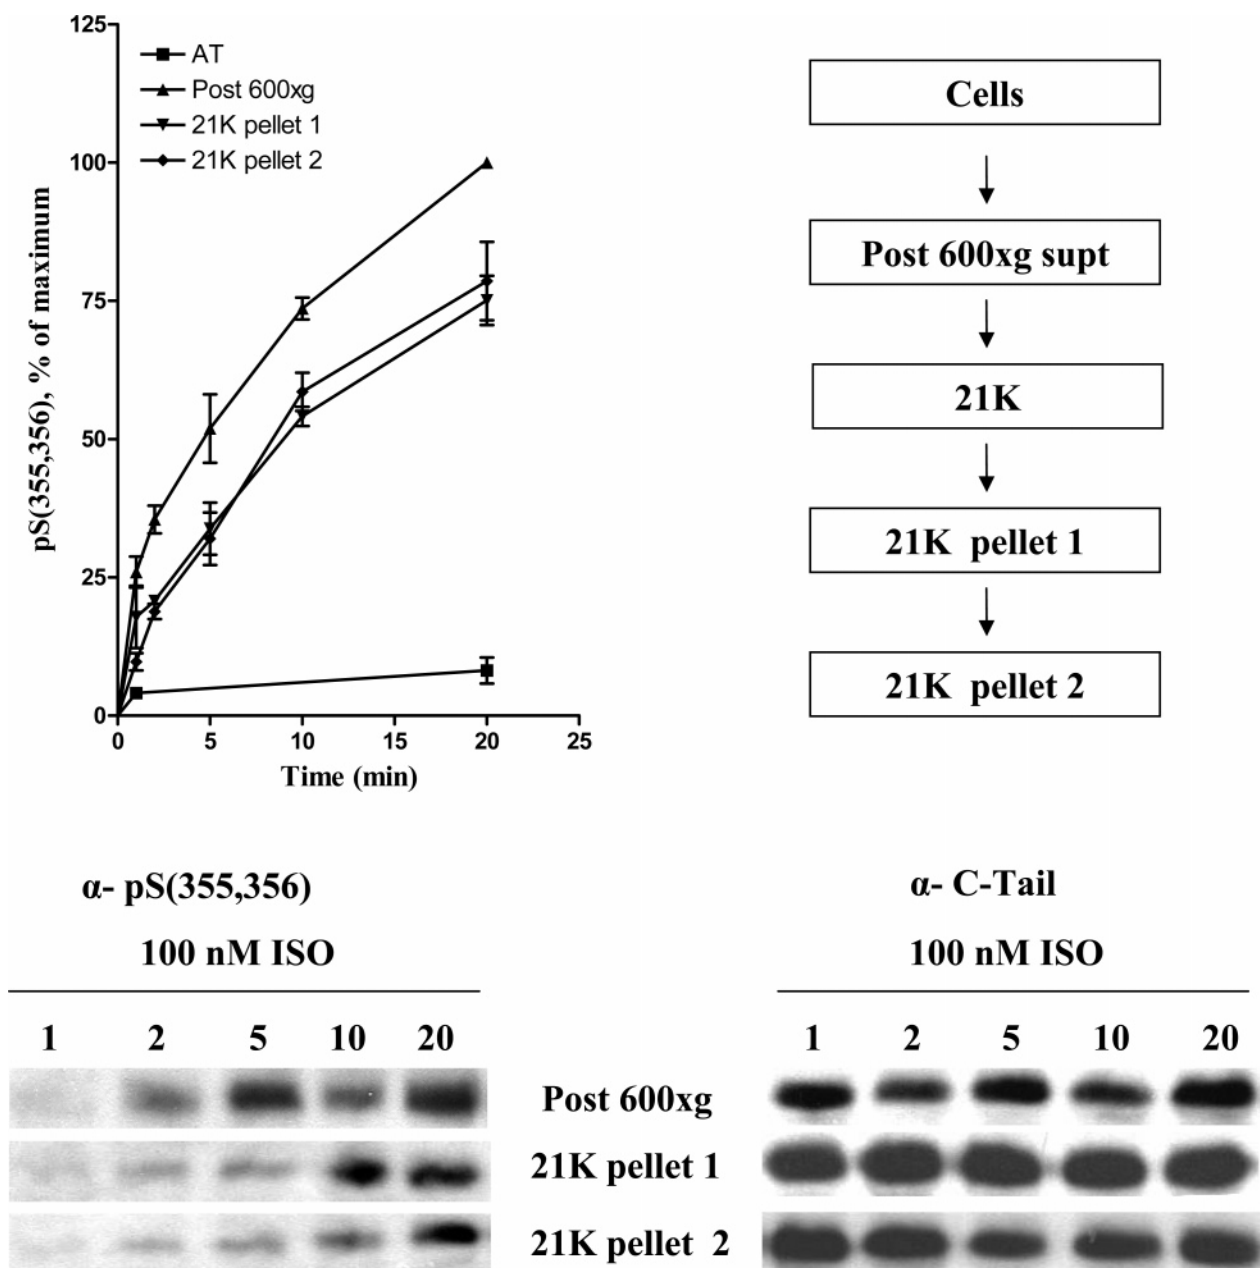 125
100
75
50
25
0
pS(355,356), % of maximum
AT
Post 600xg
21K pellet 1
21K pellet 2
0 5 10 15 20 25
Time (min)
Cells
Post 600xg supt
21K
21K pellet 1
21K pellet 2
α- pS(355,356)
100 nM ISO
1 2 5 10 20
α- C-Tail
100 nM ISO
1 2 5 10 20
Post 600xg
21K pellet 1
21K pellet 2